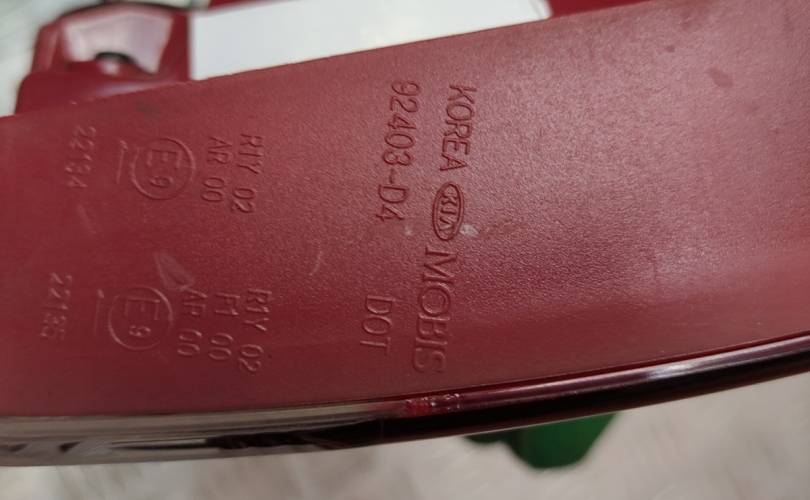 KOREA KIA MOBIS
92403-D4
DOT
R1Y 02
AR 00
E9
22134
R1Y 02
F1 00
AR 00
E9
22135